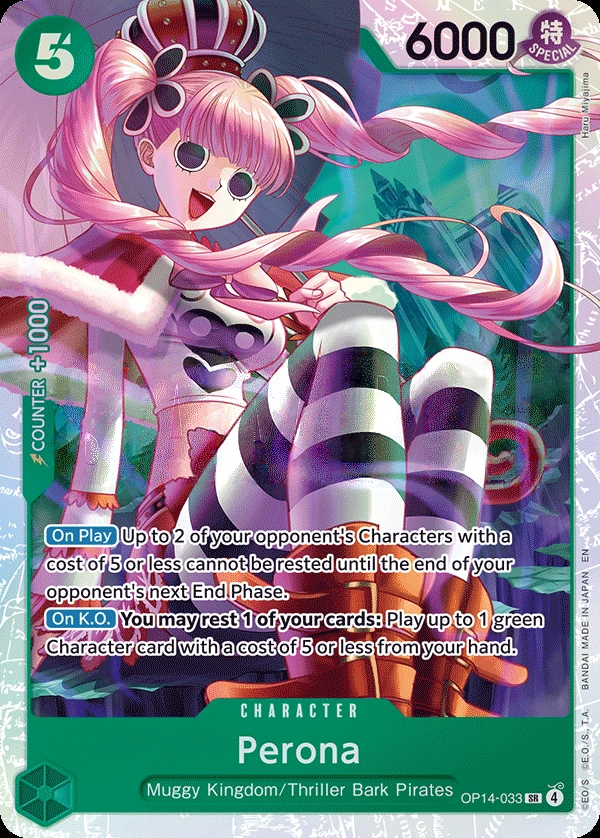 5
6000
特
SPECIAL
Haru Miyajima
COUNTER +1000
On Play Up to 2 of your opponent's Characters with a
cost of 5 or less cannot be rested until the end of your
opponent's next End Phase.
On K.O. You may rest 1 of your cards: Play up to 1 green
Character card with a cost of 5 or less from your hand.
©E.O./S. ©E.O./S., T.A. BANDAI MADE IN JAPAN EN
CHARACTER
Perona
Muggy Kingdom/Thriller Bark Pirates
OP14-033 SR 4